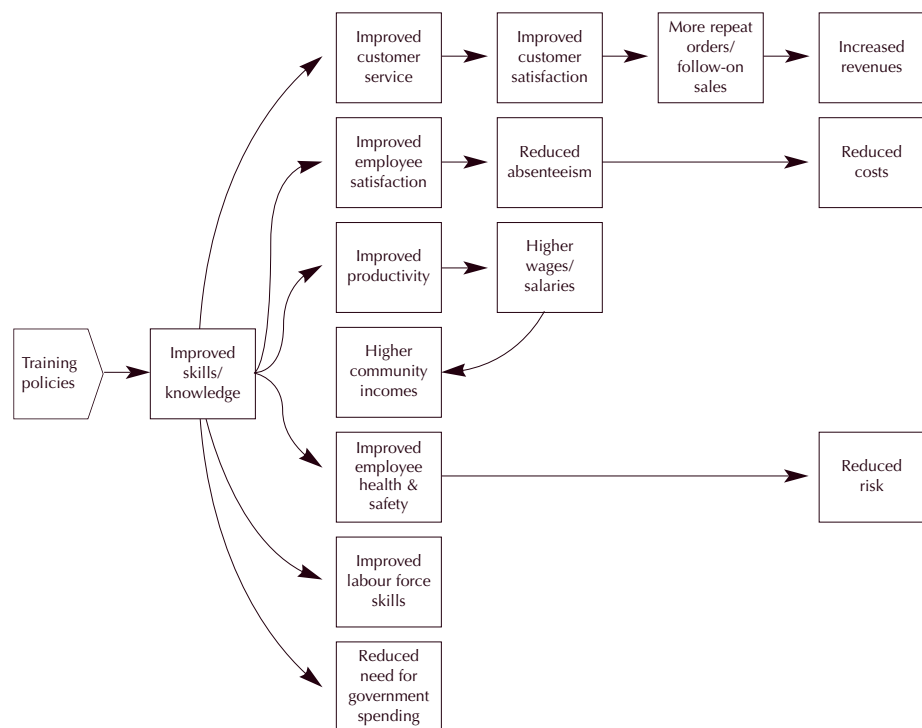 Improved
customer
service
Improved
customer
satisfaction
More repeat
orders/
follow-on
sales
Increased
revenues
Improved
employee
satisfaction
Reduced
absenteeism
Reduced
costs
Improved
productivity
Higher
wages/
salaries
Training
policies
Improved
skills/
knowledge
Higher
community
incomes
Improved
employee
health &
safety
Reduced
risk
Improved
labour force
skills
Reduced
need for
government
spending